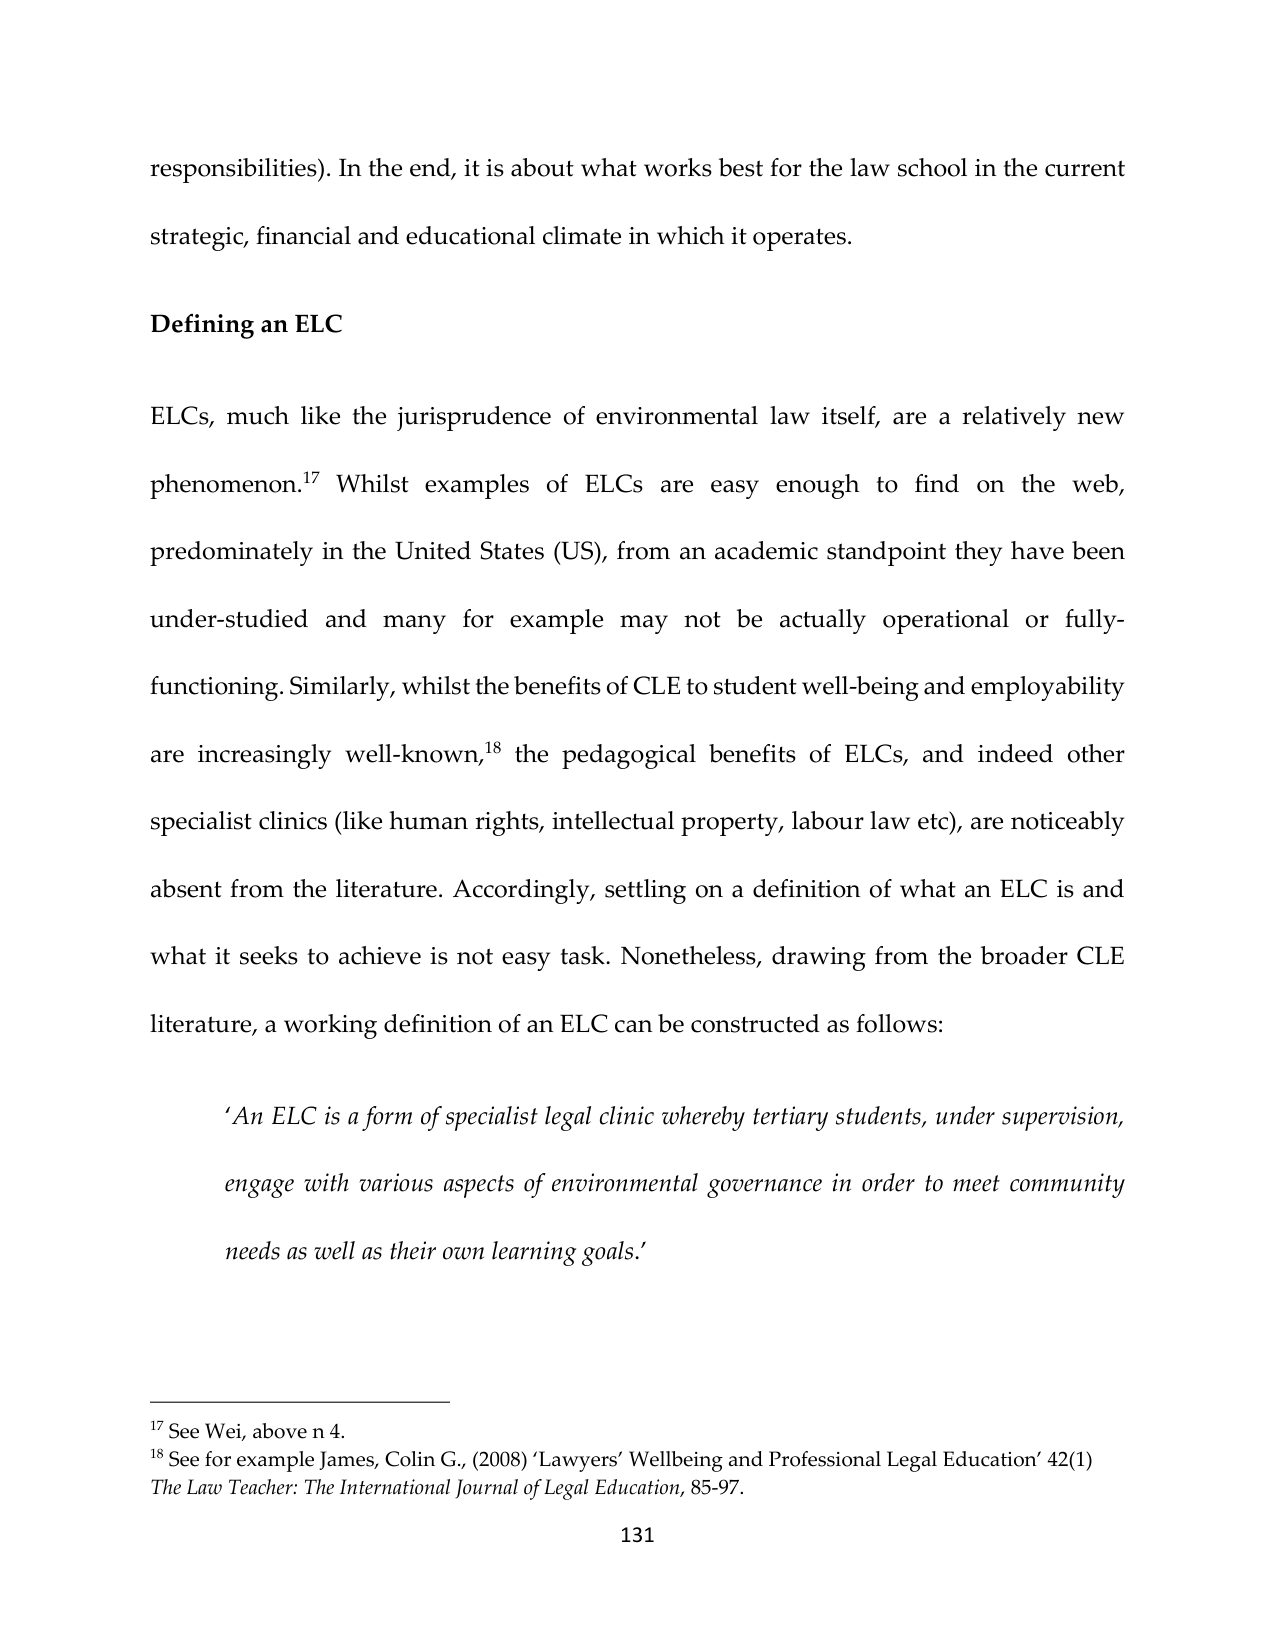 responsibilities). In the end, it is about what works best for the law school in the current
strategic, financial and educational climate in which it operates.
Defining an ELC
ELCs, much like the jurisprudence of environmental law itself, are a relatively new
phenomenon.17 Whilst examples of ELCs are easy enough to find on the web,
predominately in the United States (US), from an academic standpoint they have been
under-studied and many for example may not be actually operational or fully-
functioning. Similarly, whilst the benefits of CLE to student well-being and employability
are increasingly well-known,18 the pedagogical benefits of ELCs, and indeed other
specialist clinics (like human rights, intellectual property, labour law etc), are noticeably
absent from the literature. Accordingly, settling on a definition of what an ELC is and
what it seeks to achieve is not easy task. Nonetheless, drawing from the broader CLE
literature, a working definition of an ELC can be constructed as follows:
‘An ELC is a form of specialist legal clinic whereby tertiary students, under supervision,
engage with various aspects of environmental governance in order to meet community
needs as well as their own learning goals.’
17 See Wei, above n 4.
18 See for example James, Colin G., (2008) ‘Lawyers’ Wellbeing and Professional Legal Education’ 42(1)
The Law Teacher: The International Journal of Legal Education, 85-97.
131